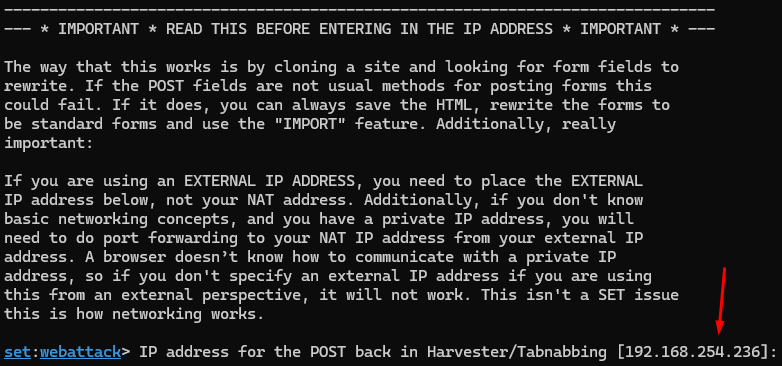 --- * IMPORTANT * READ THIS BEFORE ENTERING IN THE IP ADDRESS * IMPORTANT * ---
The way that this works is by cloning a site and looking for form fields to
rewrite. If the POST fields are not usual methods for posting forms this
could fail. If it does, you can always save the HTML, rewrite the forms to
be standard forms and use the "IMPORT" feature. Additionally, really
important:
If you are using an EXTERNAL IP ADDRESS, you need to place the EXTERNAL
IP address below, not your NAT address. Additionally, if you don't know
basic networking concepts, and you have a private IP address, you will
need to do port forwarding to your NAT IP address from your external IP
address. A browser doesn’t know how to communicate with a private IP
address, so if you don't specify an external IP address if you are using
this from an external perspective, it will not work. This isn't a SET issue
this is how networking works.
set:webattack> IP address for the POST back in Harvester/Tabnabbing [192.168.254.236]: